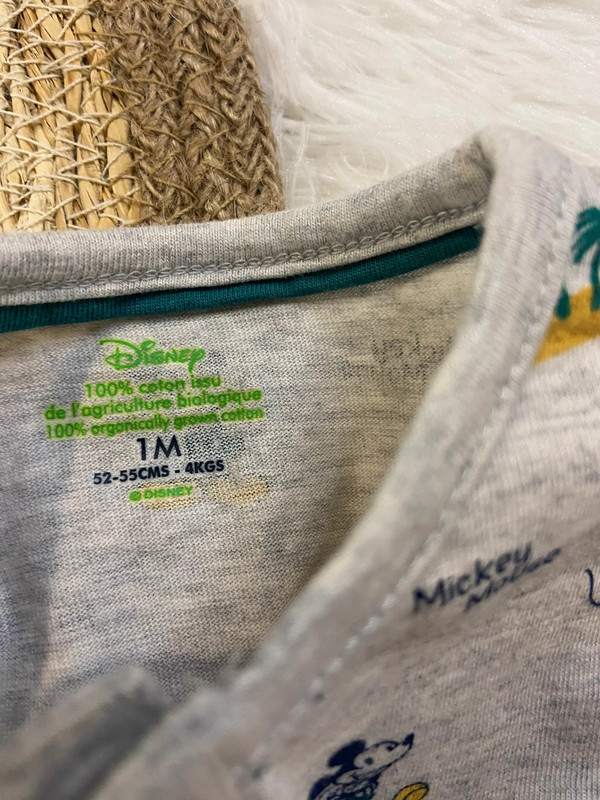 Disney
100% coton issu
de l'agriculture biologique
100% organically grown cotton
1M
52-55CMS - 4KGS
© DISNEY
Mickey
Mouse